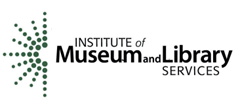 INSTITUTE of
Museum and Library
SERVICES